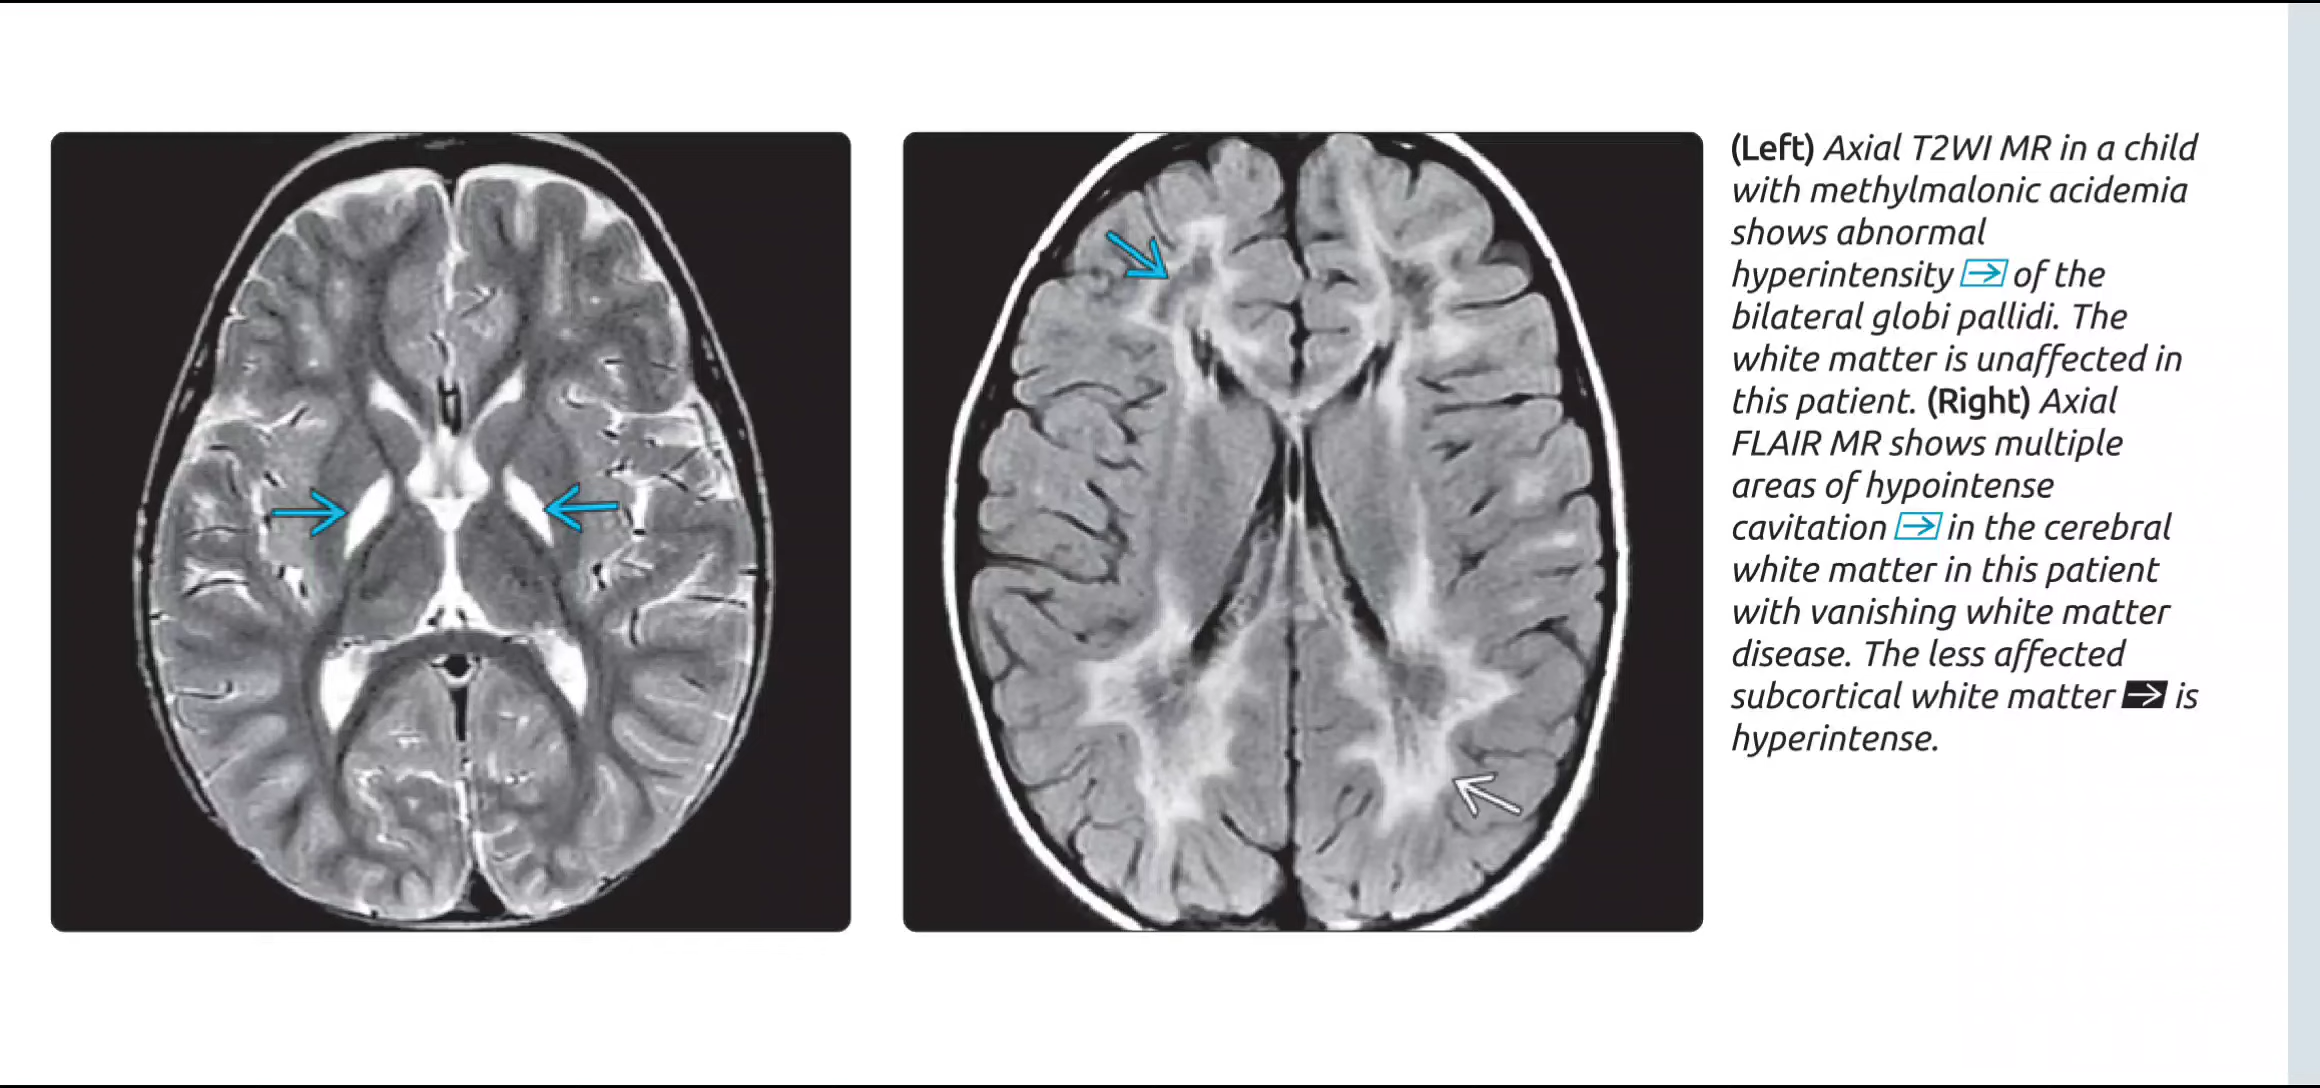 (Left) Axial T2WI MR in a child
with methylmalonic acidemia
shows abnormal
hyperintensity of the
bilateral globi pallidi. The
white matter is unaffected in
this patient. (Right) Axial
FLAIR MR shows multiple
areas of hypointense
cavitation in the cerebral
white matter in this patient
with vanishing white matter
disease. The less affected
subcortical white matter is
hyperintense.